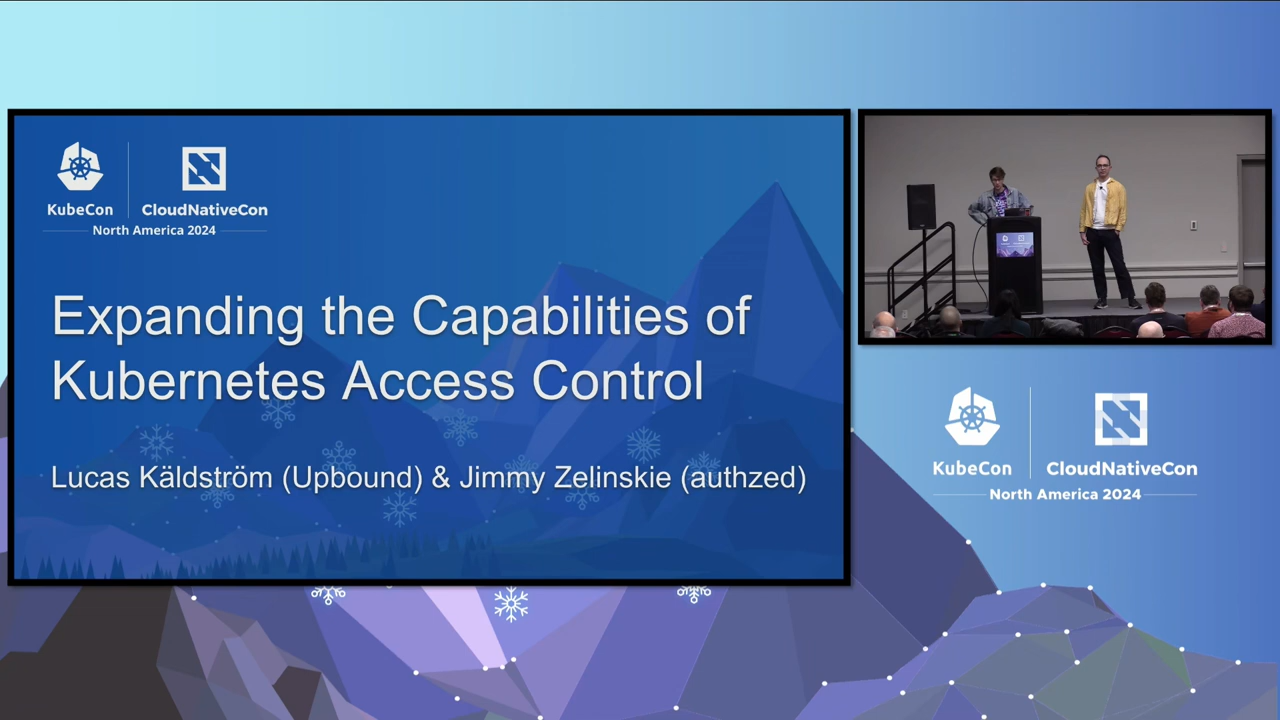 KubeCon
CloudNativeCon
North America 2024
Expanding the Capabilities of
Kubernetes Access Control
Lucas Käldström (Upbound) & Jimmy Zelinskie (authzed)
KubeCon
CloudNativeCon
North America 2024